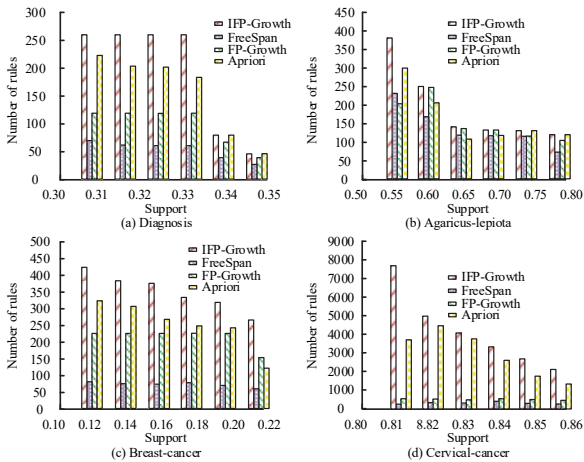 300
250
200
150
100
50
0
Number of rules
IFP-Growth
FreeSpan
FP-Growth
Apriori
0.30 0.31 0.32 0.33 0.34 0.35
Support
(a) Diagnosis
450
400
350
300
250
200
150
100
50
0
Number of rules
IFP-Growth
FreeSpan
FP-Growth
Apriori
0.50 0.55 0.60 0.65 0.70 0.75 0.80
Support
(b) Agaricus-lepiota
500
450
400
350
300
250
200
150
100
50
0
Number of rules
IFP-Growth
FreeSpan
FP-Growth
Apriori
0.10 0.12 0.14 0.16 0.18 0.20 0.22
Support
(c) Breast-cancer
9000
8000
7000
6000
5000
4000
3000
2000
1000
0
Number of rules
IFP-Growth
FreeSpan
FP-Growth
Apriori
0.80 0.81 0.82 0.83 0.84 0.85 0.86
Support
(d) Cervical-cancer